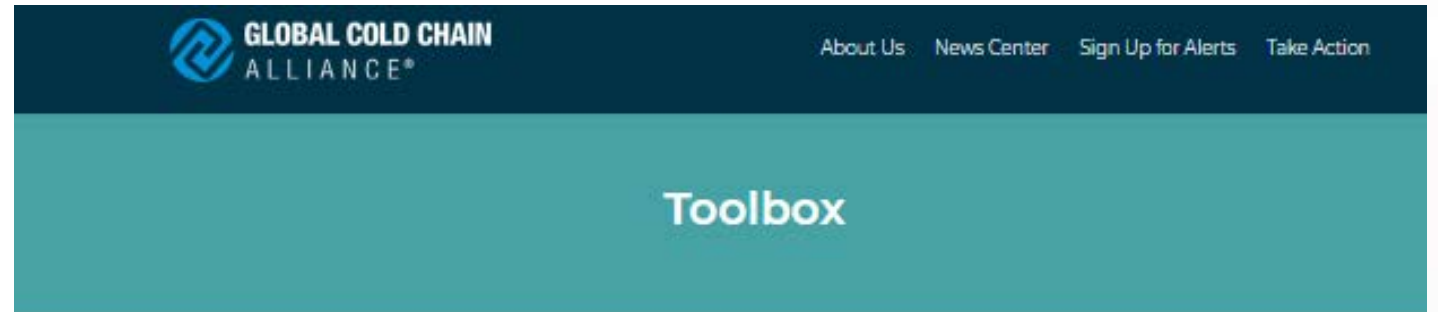 GLOBAL COLD CHAIN
ALLIANCE®
About Us News Center Sign Up for Alerts Take Action
Toolbox